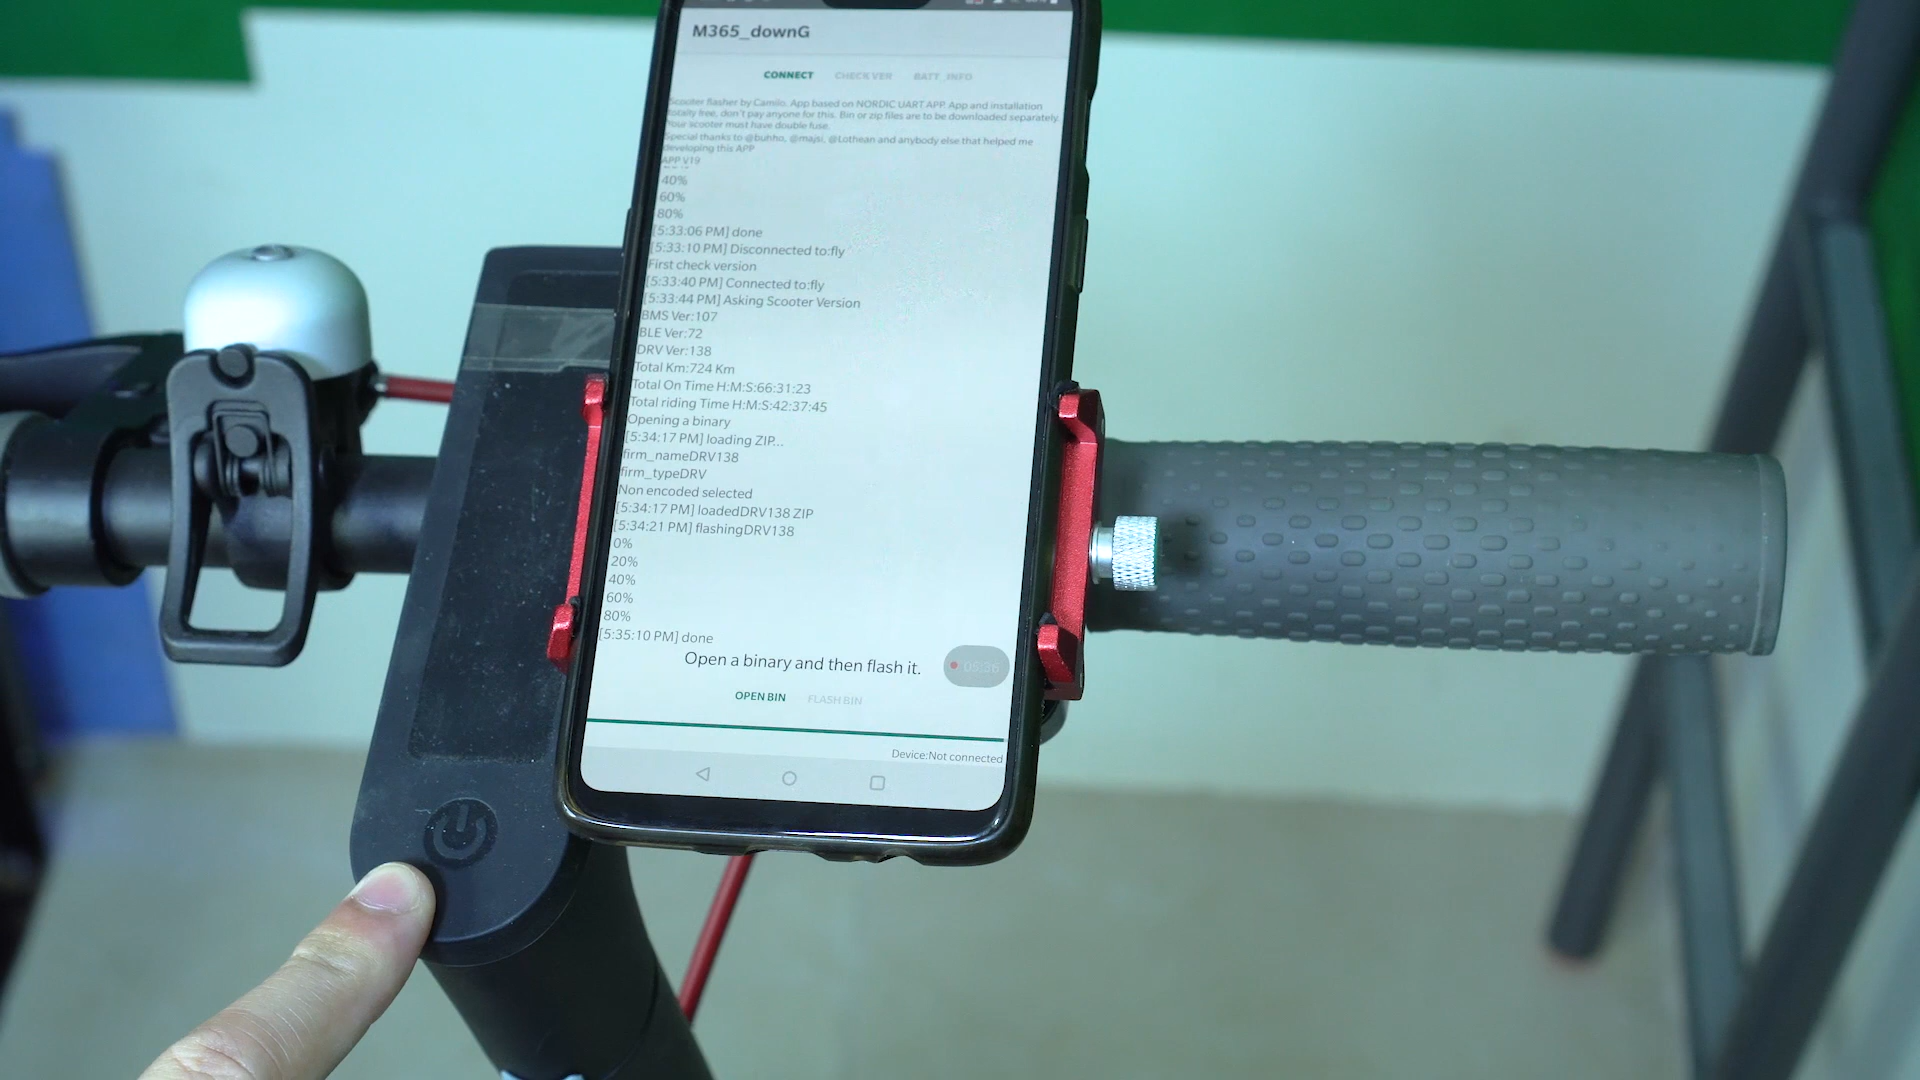 M365_downG
CONNECT CHECK VER BATT_INFO
Scooter flasher by Camilo. App based on NORDIC UART APP. App and installation
totally free, don't pay anyone for this. Bin or zip files are to be downloaded separately.
Your scooter must have double fuse.
Special thanks to @buhho, @majsi, @Lothean and anybody else that helped me
developing this APP
APP V19
40%
60%
80%
[5:33:06 PM] done
[5:33:10 PM] Disconnected to:fly
First check version
[5:33:40 PM] Connected to:fly
[5:33:44 PM] Asking Scooter Version
BMS Ver:107
BLE Ver:72
DRV Ver:138
Total Km:724 Km
Total On Time H:M:S:66:31:23
Total riding Time H:M:S:42:37:45
Opening a binary
[5:34:17 PM] loading ZIP...
firm_nameDRV138
firm_typeDRV
Non encoded selected
[5:34:17 PM] loadedDRV138 ZIP
[5:34:21 PM] flashingDRV138
0%
20%
40%
60%
80%
[5:35:10 PM] done
Open a binary and then flash it.
05:26
OPEN BIN FLASH BIN
Device:Not connected